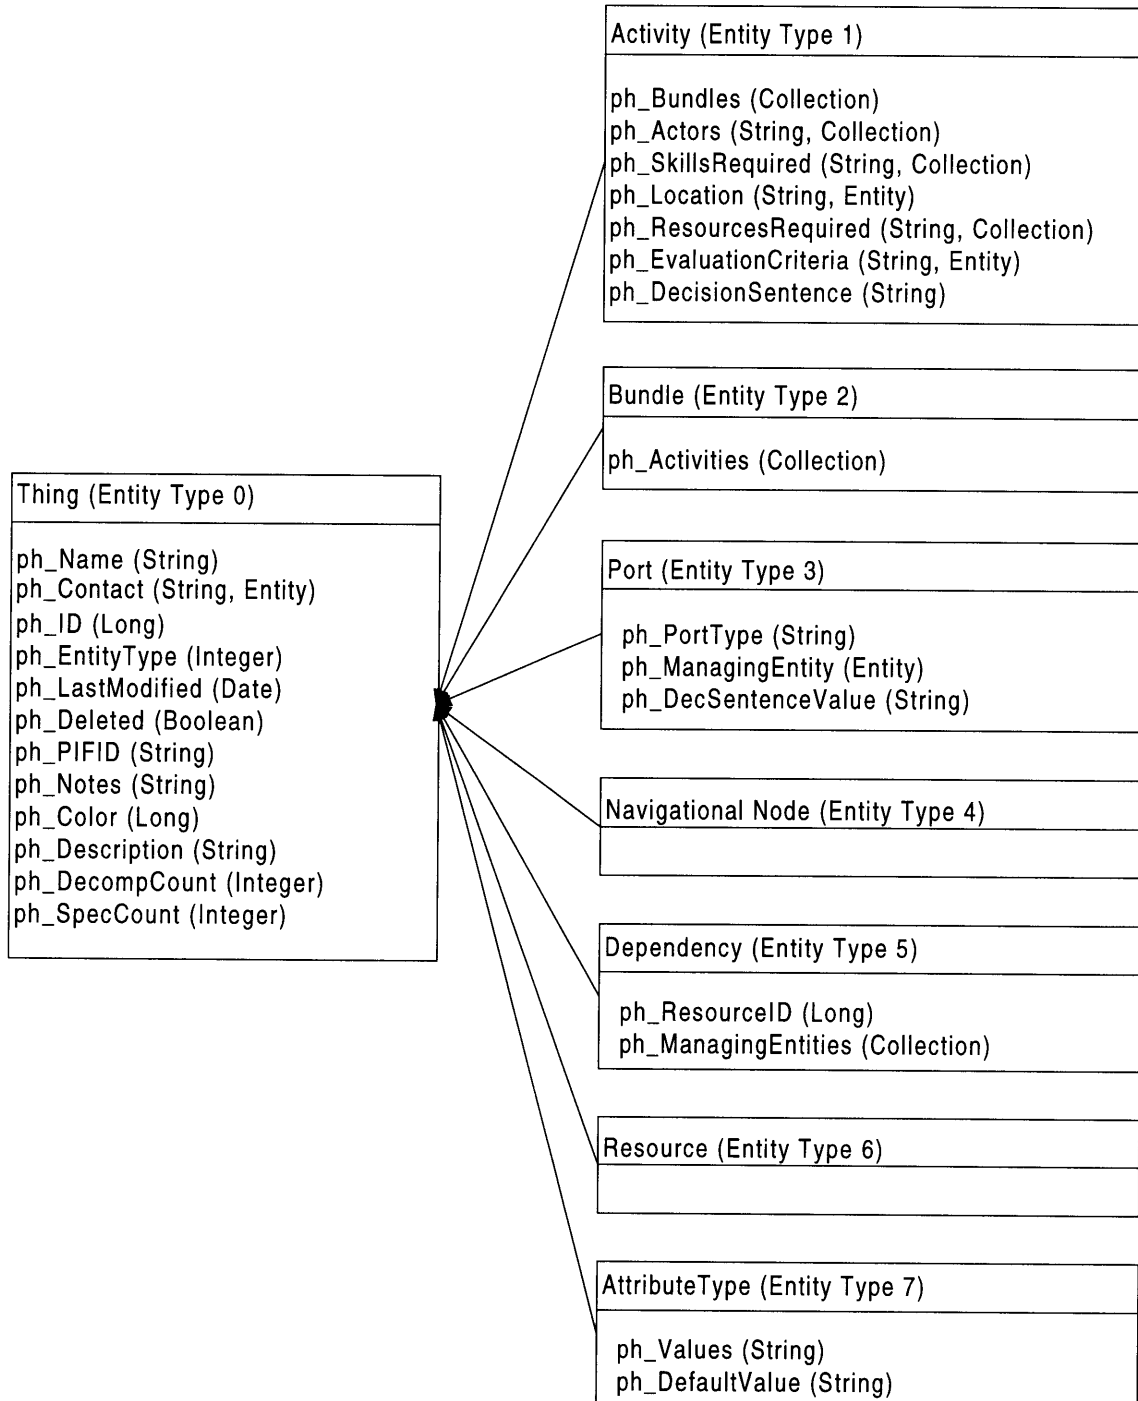 Activity (Entity Type 1)
ph_Bundles (Collection)
ph_Actors (String, Collection)
ph_SkillsRequired (String, Collection)
ph_Location (String, Entity)
ph_ResourcesRequired (String, Collection)
ph_EvaluationCriteria (String, Entity)
ph_DecisionSentence (String)
Bundle (Entity Type 2)
ph_Activities (Collection)
Thing (Entity Type 0)
ph_Name (String)
ph_Contact (String, Entity)
ph_ID (Long)
ph_EntityType (Integer)
ph_LastModified (Date)
ph_Deleted (Boolean)
ph_PIFID (String)
ph_Notes (String)
ph_Color (Long)
ph_Description (String)
ph_DecompCount (Integer)
ph_SpecCount (Integer)
Port (Entity Type 3)
ph_PortType (String)
ph_ManagingEntity (Entity)
ph_DecSentenceValue (String)
Navigational Node (Entity Type 4)
Dependency (Entity Type 5)
ph_ResourceID (Long)
ph_ManagingEntities (Collection)
Resource (Entity Type 6)
AttributeType (Entity Type 7)
ph_Values (String)
ph_DefaultValue (String)